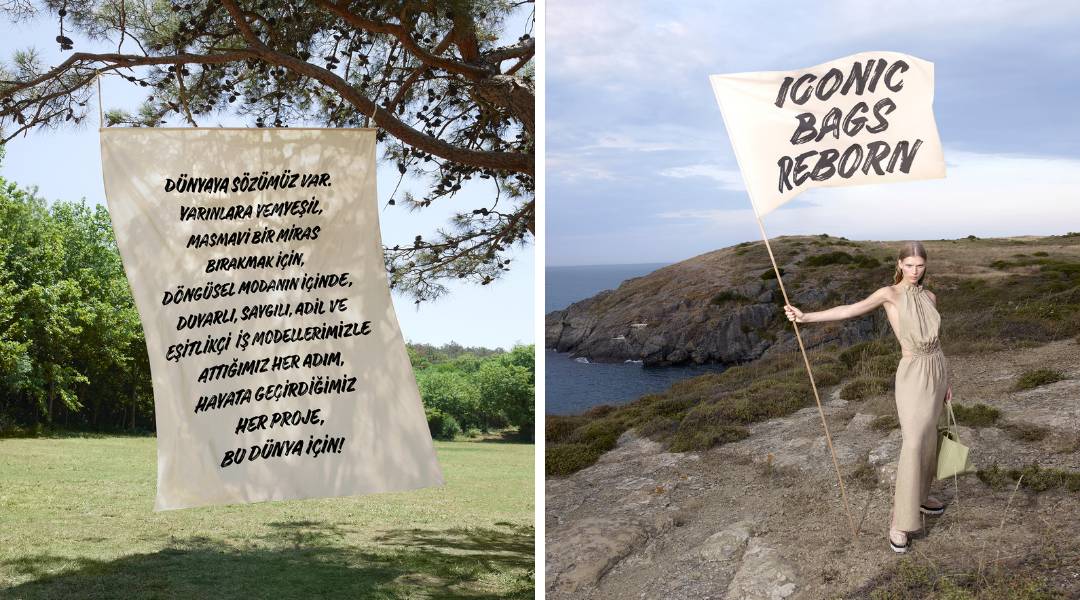 DÜNYAYA SÖZÜMÜZ VAR.
YARINLARA YEMYEŞİL,
MASMAVİ BİR MİRAS
BIRAKMAK İÇİN,
DÖNGÜSEL MODANIN İÇİNDE,
DUYARLI, SAYGILI, ADİL VE
EŞİTLİKÇİ İŞ MODELLERİMİZLE
ATTIĞIMIZ HER ADIM,
HAYATA GEÇİRDİĞİMİZ
HER PROJE,
BU DÜNYA İÇİN!
ICONIC
BAGS
REBORN